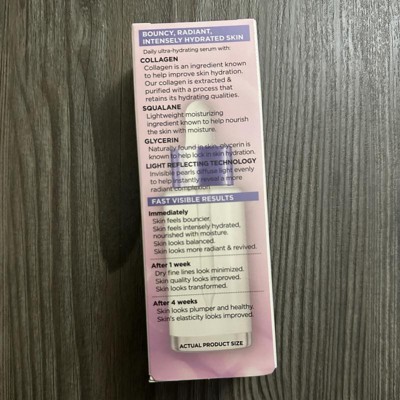 BOUNCY, RADIANT,
INTENSELY HYDRATED SKIN
Daily ultra-hydrating serum with:
COLLAGEN
Collagen is an ingredient known
to help improve skin hydration.
Our collagen is extracted &
purified with a process that
retains its hydrating qualities.
SQUALANE
Lightweight moisturizing
ingredient known to help nourish
the skin with moisture.
GLYCERIN
Naturally found in skin, glycerin is
known to help lock in skin hydration.
LIGHT REFLECTING TECHNOLOGY
Invisible pearls diffuse light evenly
to help instantly reveal a more
radiant complexion.
FAST VISIBLE RESULTS
Immediately
Skin feels bouncier.
Skin feels intensely hydrated,
nourished with moisture.
Skin looks balanced.
Skin looks more radiant & revived.
After 1 week
Dry fine lines look minimized.
Skin quality looks improved.
Skin looks transformed.
After 4 weeks
Skin looks plumper and healthy.
Skin's elasticity looks improved.
ACTUAL PRODUCT SIZE